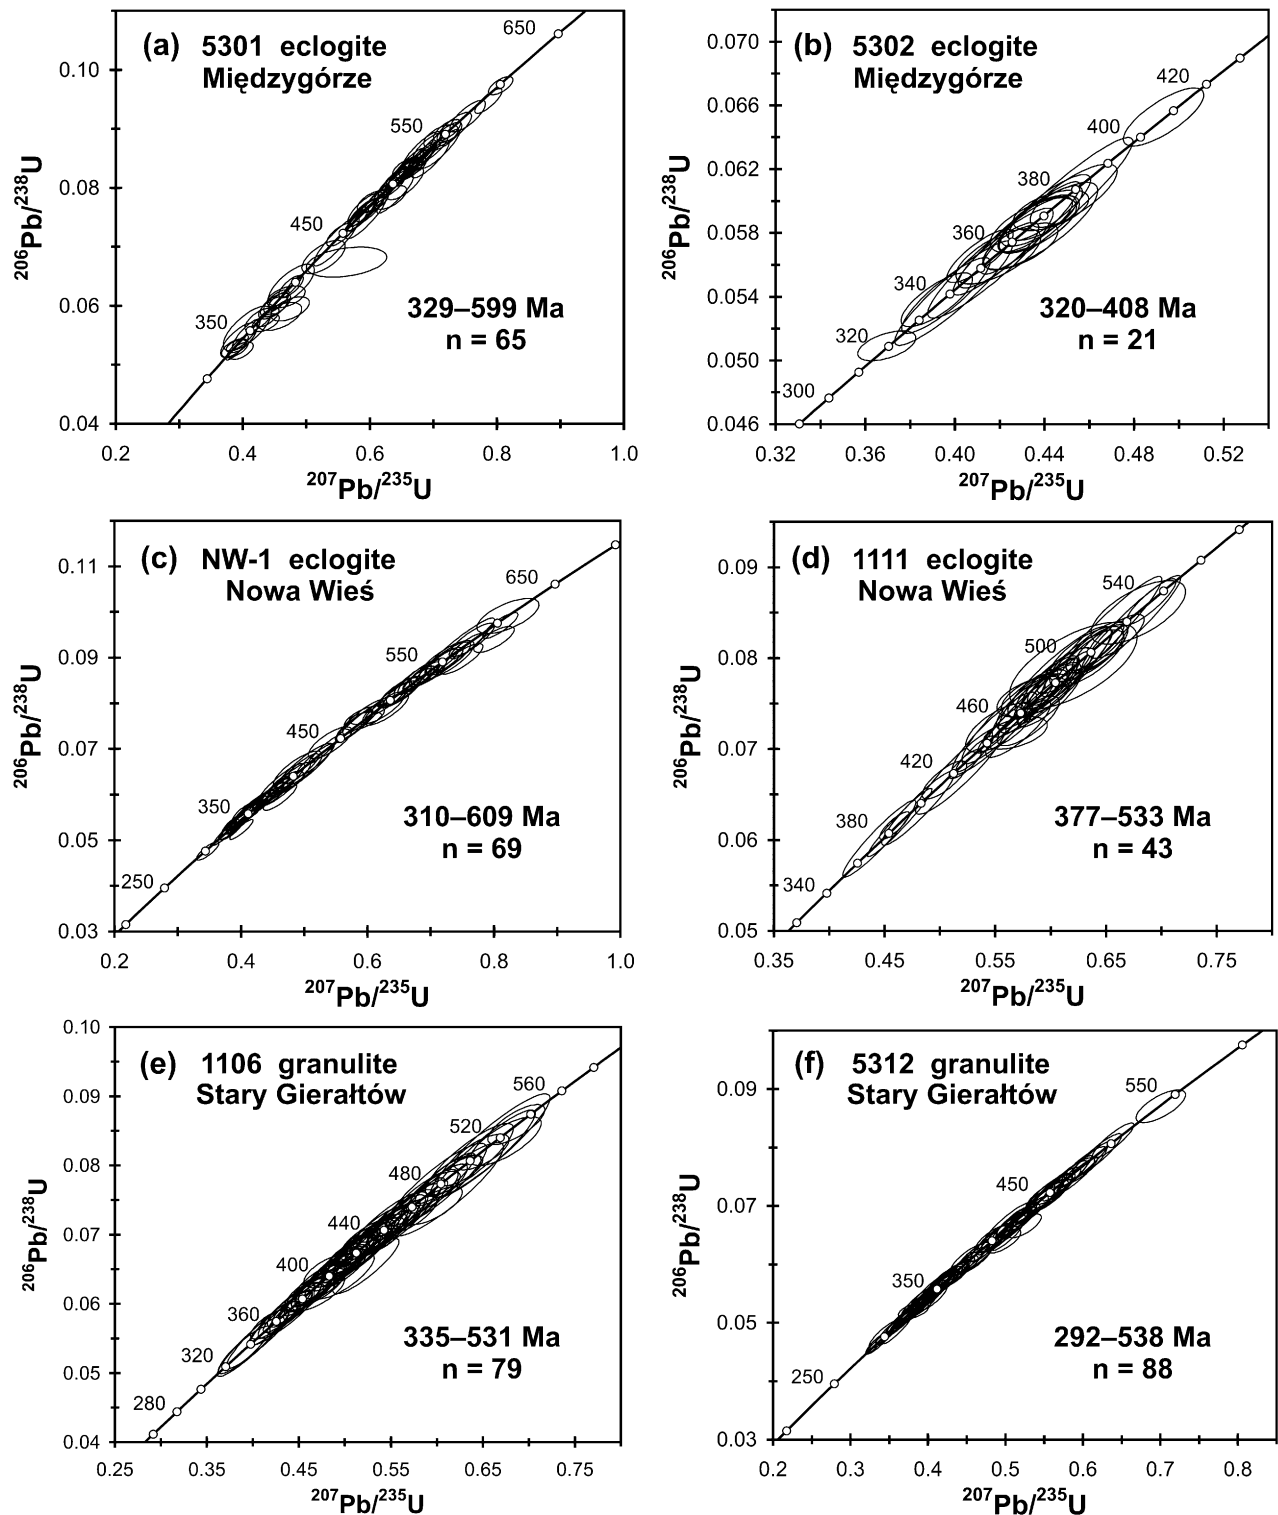 (a) 5301 eclogite
Międzygórze
650
550
450
350
329–599 Ma
n = 65
0.10
0.08
0.06
0.04
0.2 0.4 0.6 0.8 1.0
206Pb/238U
207Pb/235U
(b) 5302 eclogite
Międzygórze
420
400
380
360
340
320
300
320–408 Ma
n = 21
0.070
0.066
0.062
0.058
0.054
0.050
0.046
0.32 0.36 0.40 0.44 0.48 0.52
206Pb/238U
207Pb/235U
(c) NW-1 eclogite
Nowa Wieś
650
550
450
350
250
310–609 Ma
n = 69
0.11
0.09
0.07
0.05
0.03
0.2 0.4 0.6 0.8 1.0
206Pb/238U
207Pb/235U
(d) 1111 eclogite
Nowa Wieś
540
500
460
420
380
340
377–533 Ma
n = 43
0.09
0.08
0.07
0.06
0.05
0.35 0.45 0.55 0.65 0.75
206Pb/238U
207Pb/235U
(e) 1106 granulite
Stary Gierałtów
560
520
480
440
400
360
320
280
335–531 Ma
n = 79
0.10
0.09
0.08
0.07
0.06
0.05
0.04
0.25 0.35 0.45 0.55 0.65 0.75
206Pb/238U
207Pb/235U
(f) 5312 granulite
Stary Gierałtów
550
450
350
250
292–538 Ma
n = 88
0.09
0.07
0.05
0.03
0.2 0.3 0.4 0.5 0.6 0.7 0.8
206Pb/238U
207Pb/235U